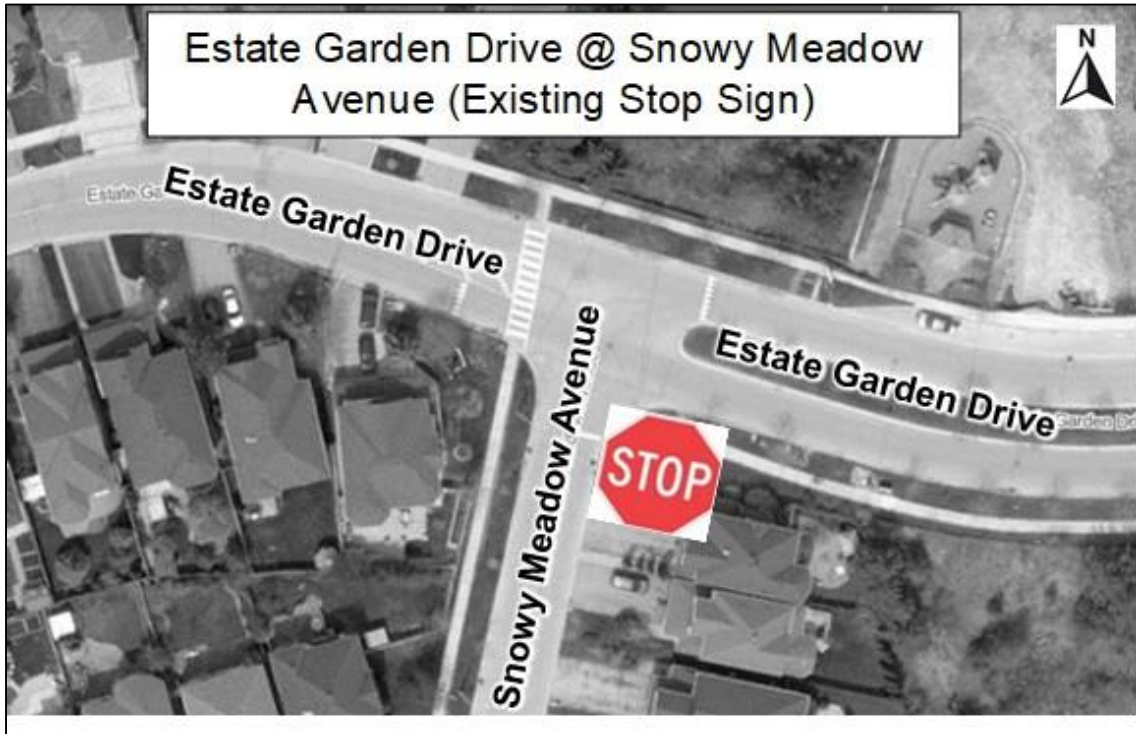 Estate Garden Drive @ Snowy Meadow
Avenue (Existing Stop Sign)
N
Estate Garden Drive
Snowy Meadow Avenue
Estate Garden Drive
STOP